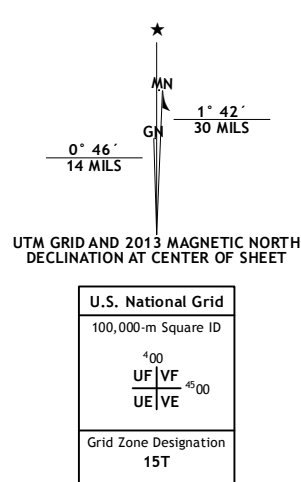 ★
MN
1° 42´
30 MILS
GN
0° 46´
14 MILS
UTM GRID AND 2013 MAGNETIC NORTH
DECLINATION AT CENTER OF SHEET
U.S. National Grid
100,000-m Square ID
⁴00
UF VF
⁴⁵00
UE VE
Grid Zone Designation
15T